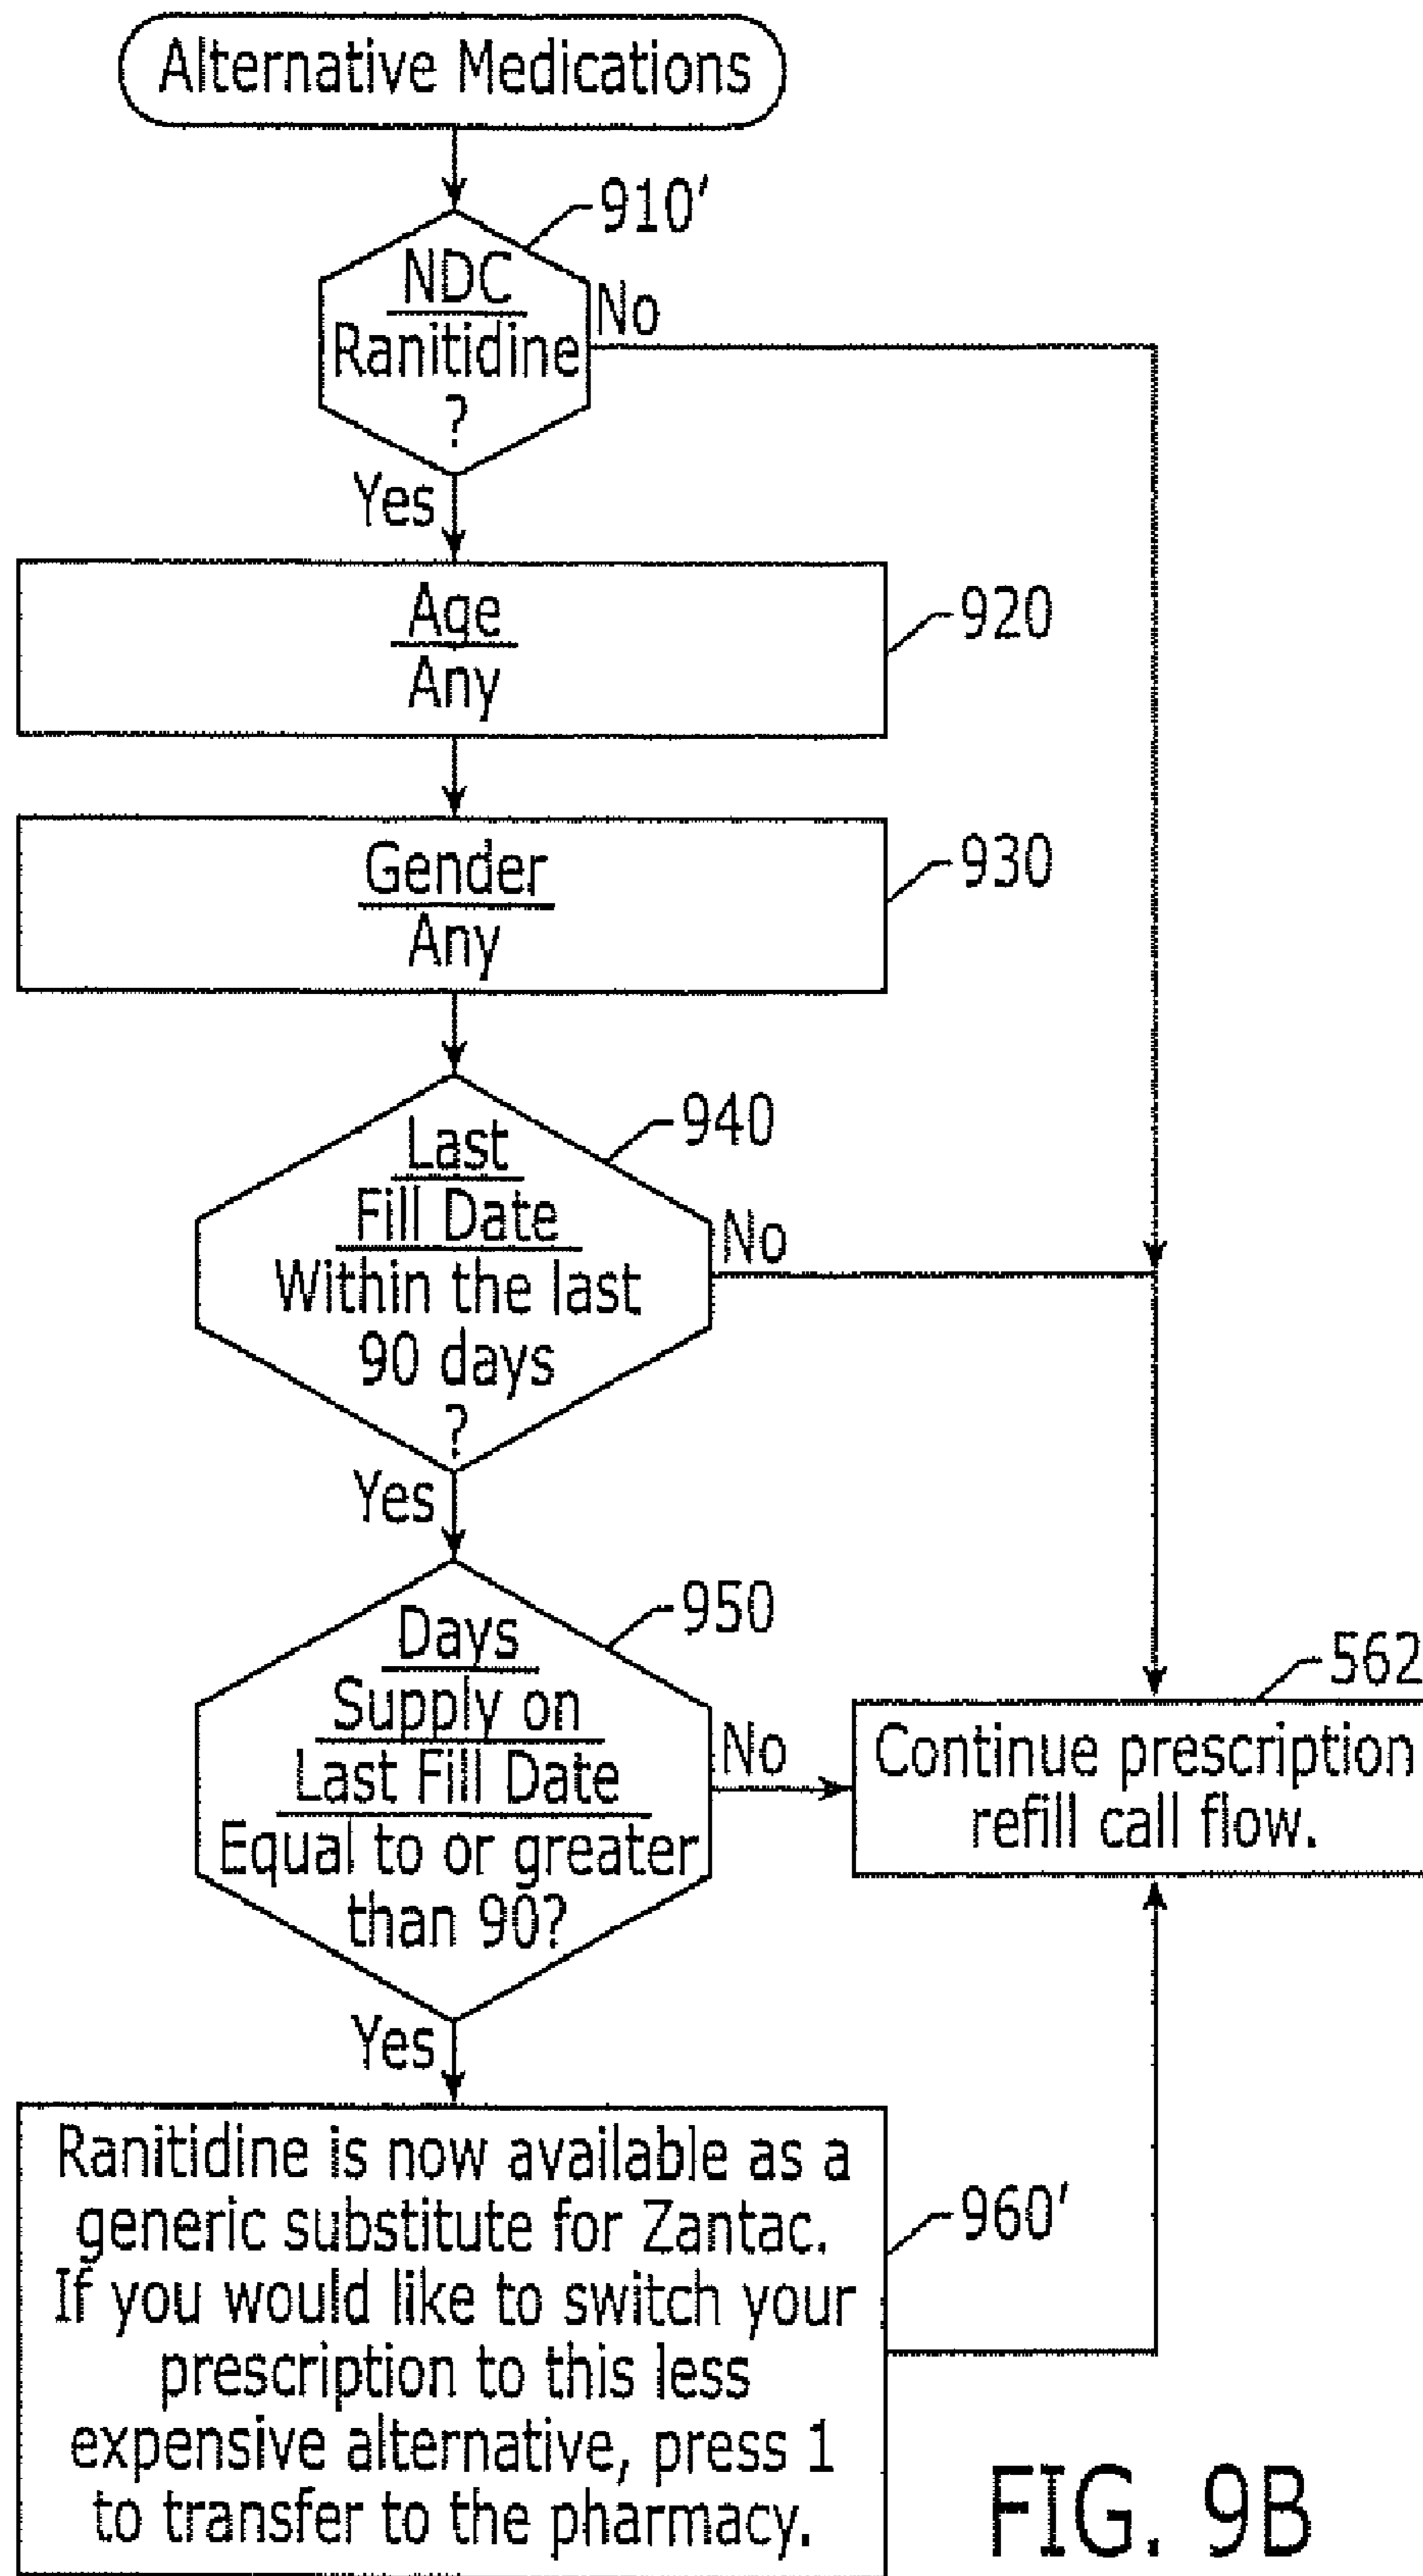 Alternative Medications
910'
NDC
Ranitidine
?
No
Yes
Age
Any
920
Gender
Any
930
Last
Fill Date
Within the last
90 days
?
940
No
Yes
Days
Supply on
Last Fill Date
Equal to or greater
than 90?
950
No
Yes
562
Continue prescription
refill call flow.
Ranitidine is now available as a
generic substitute for Zantac.
If you would like to switch your
prescription to this less
expensive alternative, press 1
to transfer to the pharmacy.
960'
FIG. 9B